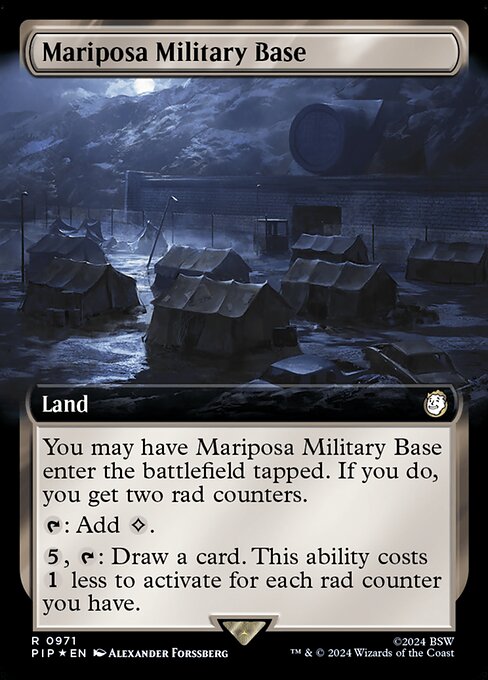 Mariposa Military Base
Land
You may have Mariposa Military Base
enter the battlefield tapped. If you do,
you get two rad counters.
: Add .
5, : Draw a card. This ability costs
1 less to activate for each rad counter
you have.
R 0971
PIP★EN Alexander Forssberg
©2024 BSW
™ & © 2024 Wizards of the Coast